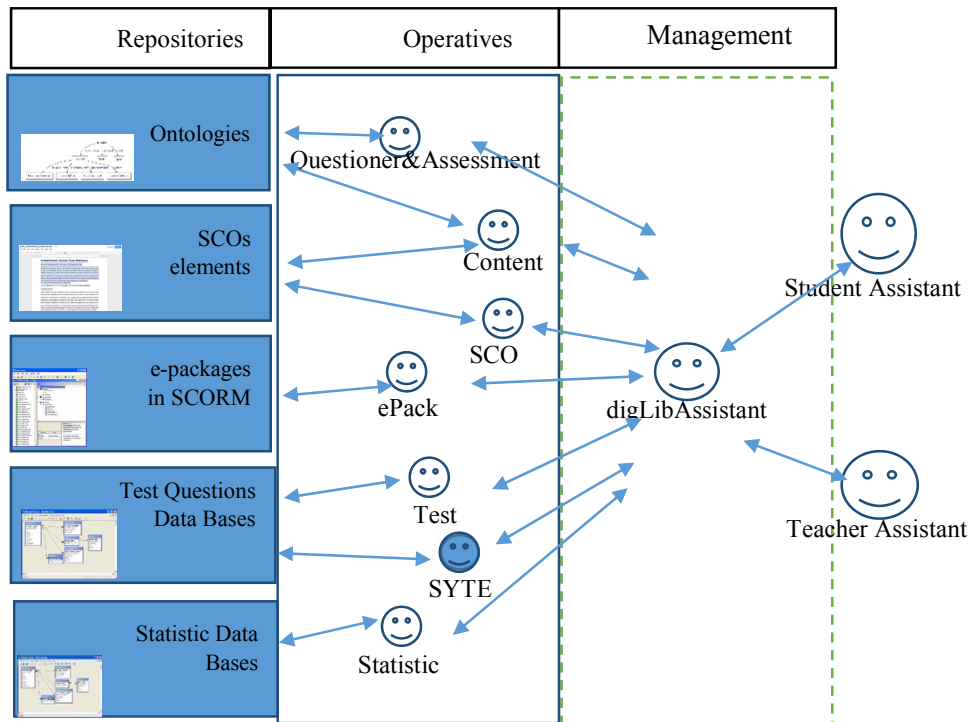 Repositories
Operatives
Management
Ontologies
Questioner&Assessment
SCOs
elements
Content
Student Assistant
SCO
e-packages
in SCORM
ePack
digLibAssistant
Test Questions
Data Bases
Test
Teacher Assistant
SYTE
Statistic Data
Bases
Statistic